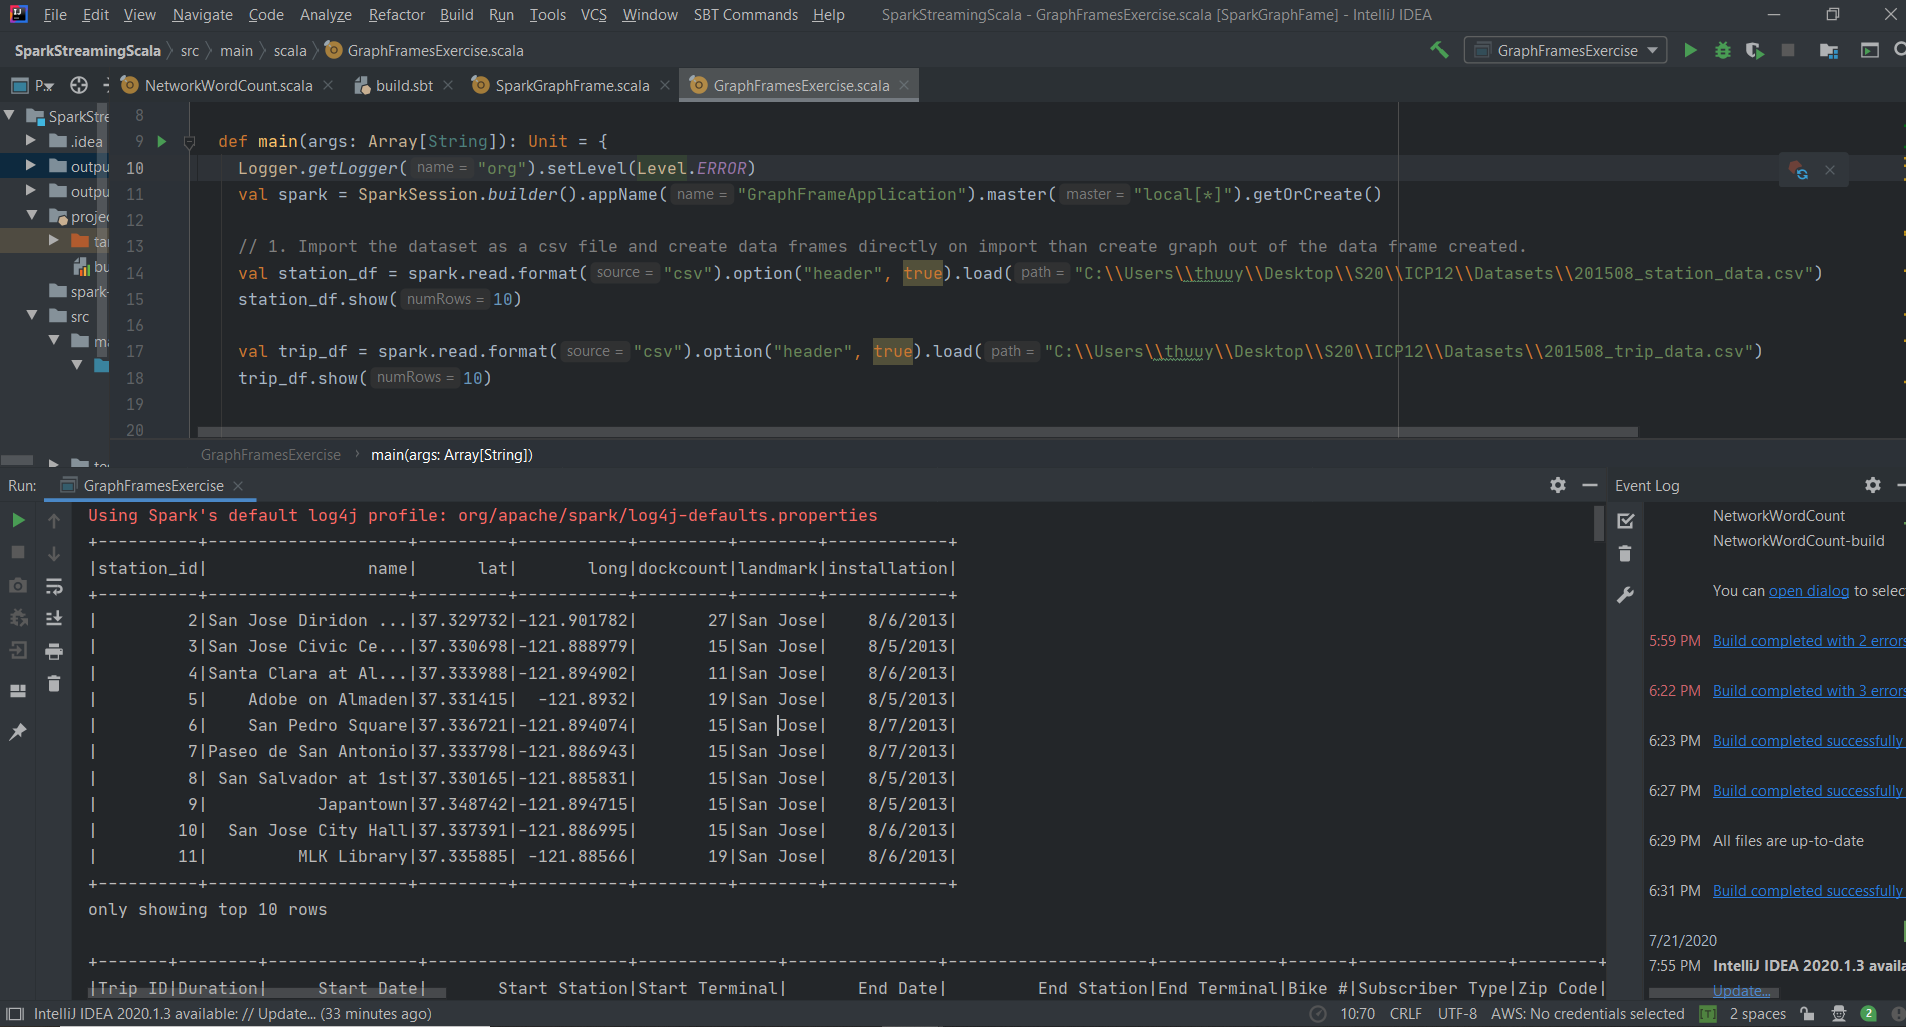 File Edit View Navigate Code Analyze Refactor Build Run Tools VCS Window SBT Commands Help SparkStreamingScala - GraphFramesExercise.scala [SparkGraphFame] - IntelliJ IDEA
SparkStreamingScala src main scala GraphFramesExercise.scala GraphFramesExercise
P... NetworkWordCount.scala build.sbt SparkGraphFrame.scala GraphFramesExercise.scala
SparkStre
.idea
outpu
outpu
projec
ta
bu
spark-
src
ma
te
8
9 def main(args: Array[String]): Unit = {
10 Logger.getLogger( name = "org").setLevel(Level.ERROR)
11 val spark = SparkSession.builder().appName( name = "GraphFrameApplication").master( master = "local[*]").getOrCreate()
12
13 // 1. Import the dataset as a csv file and create data frames directly on import than create graph out of the data frame created.
14 val station_df = spark.read.format( source = "csv").option("header", true).load( path = "C:\\Users\\thuuy\\Desktop\\S20\\ICP12\\Datasets\\201508_station_data.csv")
15 station_df.show( numRows = 10)
16
17 val trip_df = spark.read.format( source = "csv").option("header", true).load( path = "C:\\Users\\thuuy\\Desktop\\S20\\ICP12\\Datasets\\201508_trip_data.csv")
18 trip_df.show( numRows = 10)
19
20
GraphFramesExercise main(args: Array[String])
Run: GraphFramesExercise
Using Spark's default log4j profile: org/apache/spark/log4j-defaults.properties
+----------+--------------------+---------+-----------+---------+--------+------------+
|station_id|                name|      lat|       long|dockcount|landmark|installation|
+----------+--------------------+---------+-----------+---------+--------+------------+
|         2|San Jose Diridon ...|37.329732|-121.901782|       27|San Jose|    8/6/2013|
|         3|San Jose Civic Ce...|37.330698|-121.888979|       15|San Jose|    8/5/2013|
|         4|Santa Clara at Al...|37.333988|-121.894902|       11|San Jose|    8/6/2013|
|         5|    Adobe on Almaden|37.331415|  -121.8932|       19|San Jose|    8/5/2013|
|         6|    San Pedro Square|37.336721|-121.894074|       15|San Jose|    8/7/2013|
|         7|Paseo de San Antonio|37.333798|-121.886943|       15|San Jose|    8/7/2013|
|         8| San Salvador at 1st|37.330165|-121.885831|       15|San Jose|    8/5/2013|
|         9|           Japantown|37.348742|-121.894715|       15|San Jose|    8/5/2013|
|        10|  San Jose City Hall|37.337391|-121.886995|       15|San Jose|    8/6/2013|
|        11|         MLK Library|37.335885| -121.88566|       19|San Jose|    8/6/2013|
+----------+--------------------+---------+-----------+---------+--------+------------+
only showing top 10 rows
+-------+--------+---------------+--------------------+--------------+---------------+--------------------+------------+------+---------------+--------+
|Trip ID|Duration|     Start Date|       Start Station|Start Terminal|       End Date|         End Station|End Terminal|Bike #|Subscriber Type|Zip Code|
Event Log
NetworkWordCount
NetworkWordCount-build
You can open dialog to selec
5:59 PM Build completed with 2 errors
6:22 PM Build completed with 3 errors
6:23 PM Build completed successfully
6:27 PM Build completed successfully
6:29 PM All files are up-to-date
6:31 PM Build completed successfully
7/21/2020
7:55 PM IntelliJ IDEA 2020.1.3 availa
Update...
IntelliJ IDEA 2020.1.3 available: // Update... (33 minutes ago) 10:70 CRLF UTF-8 AWS: No credentials selected [T] 2 spaces 2